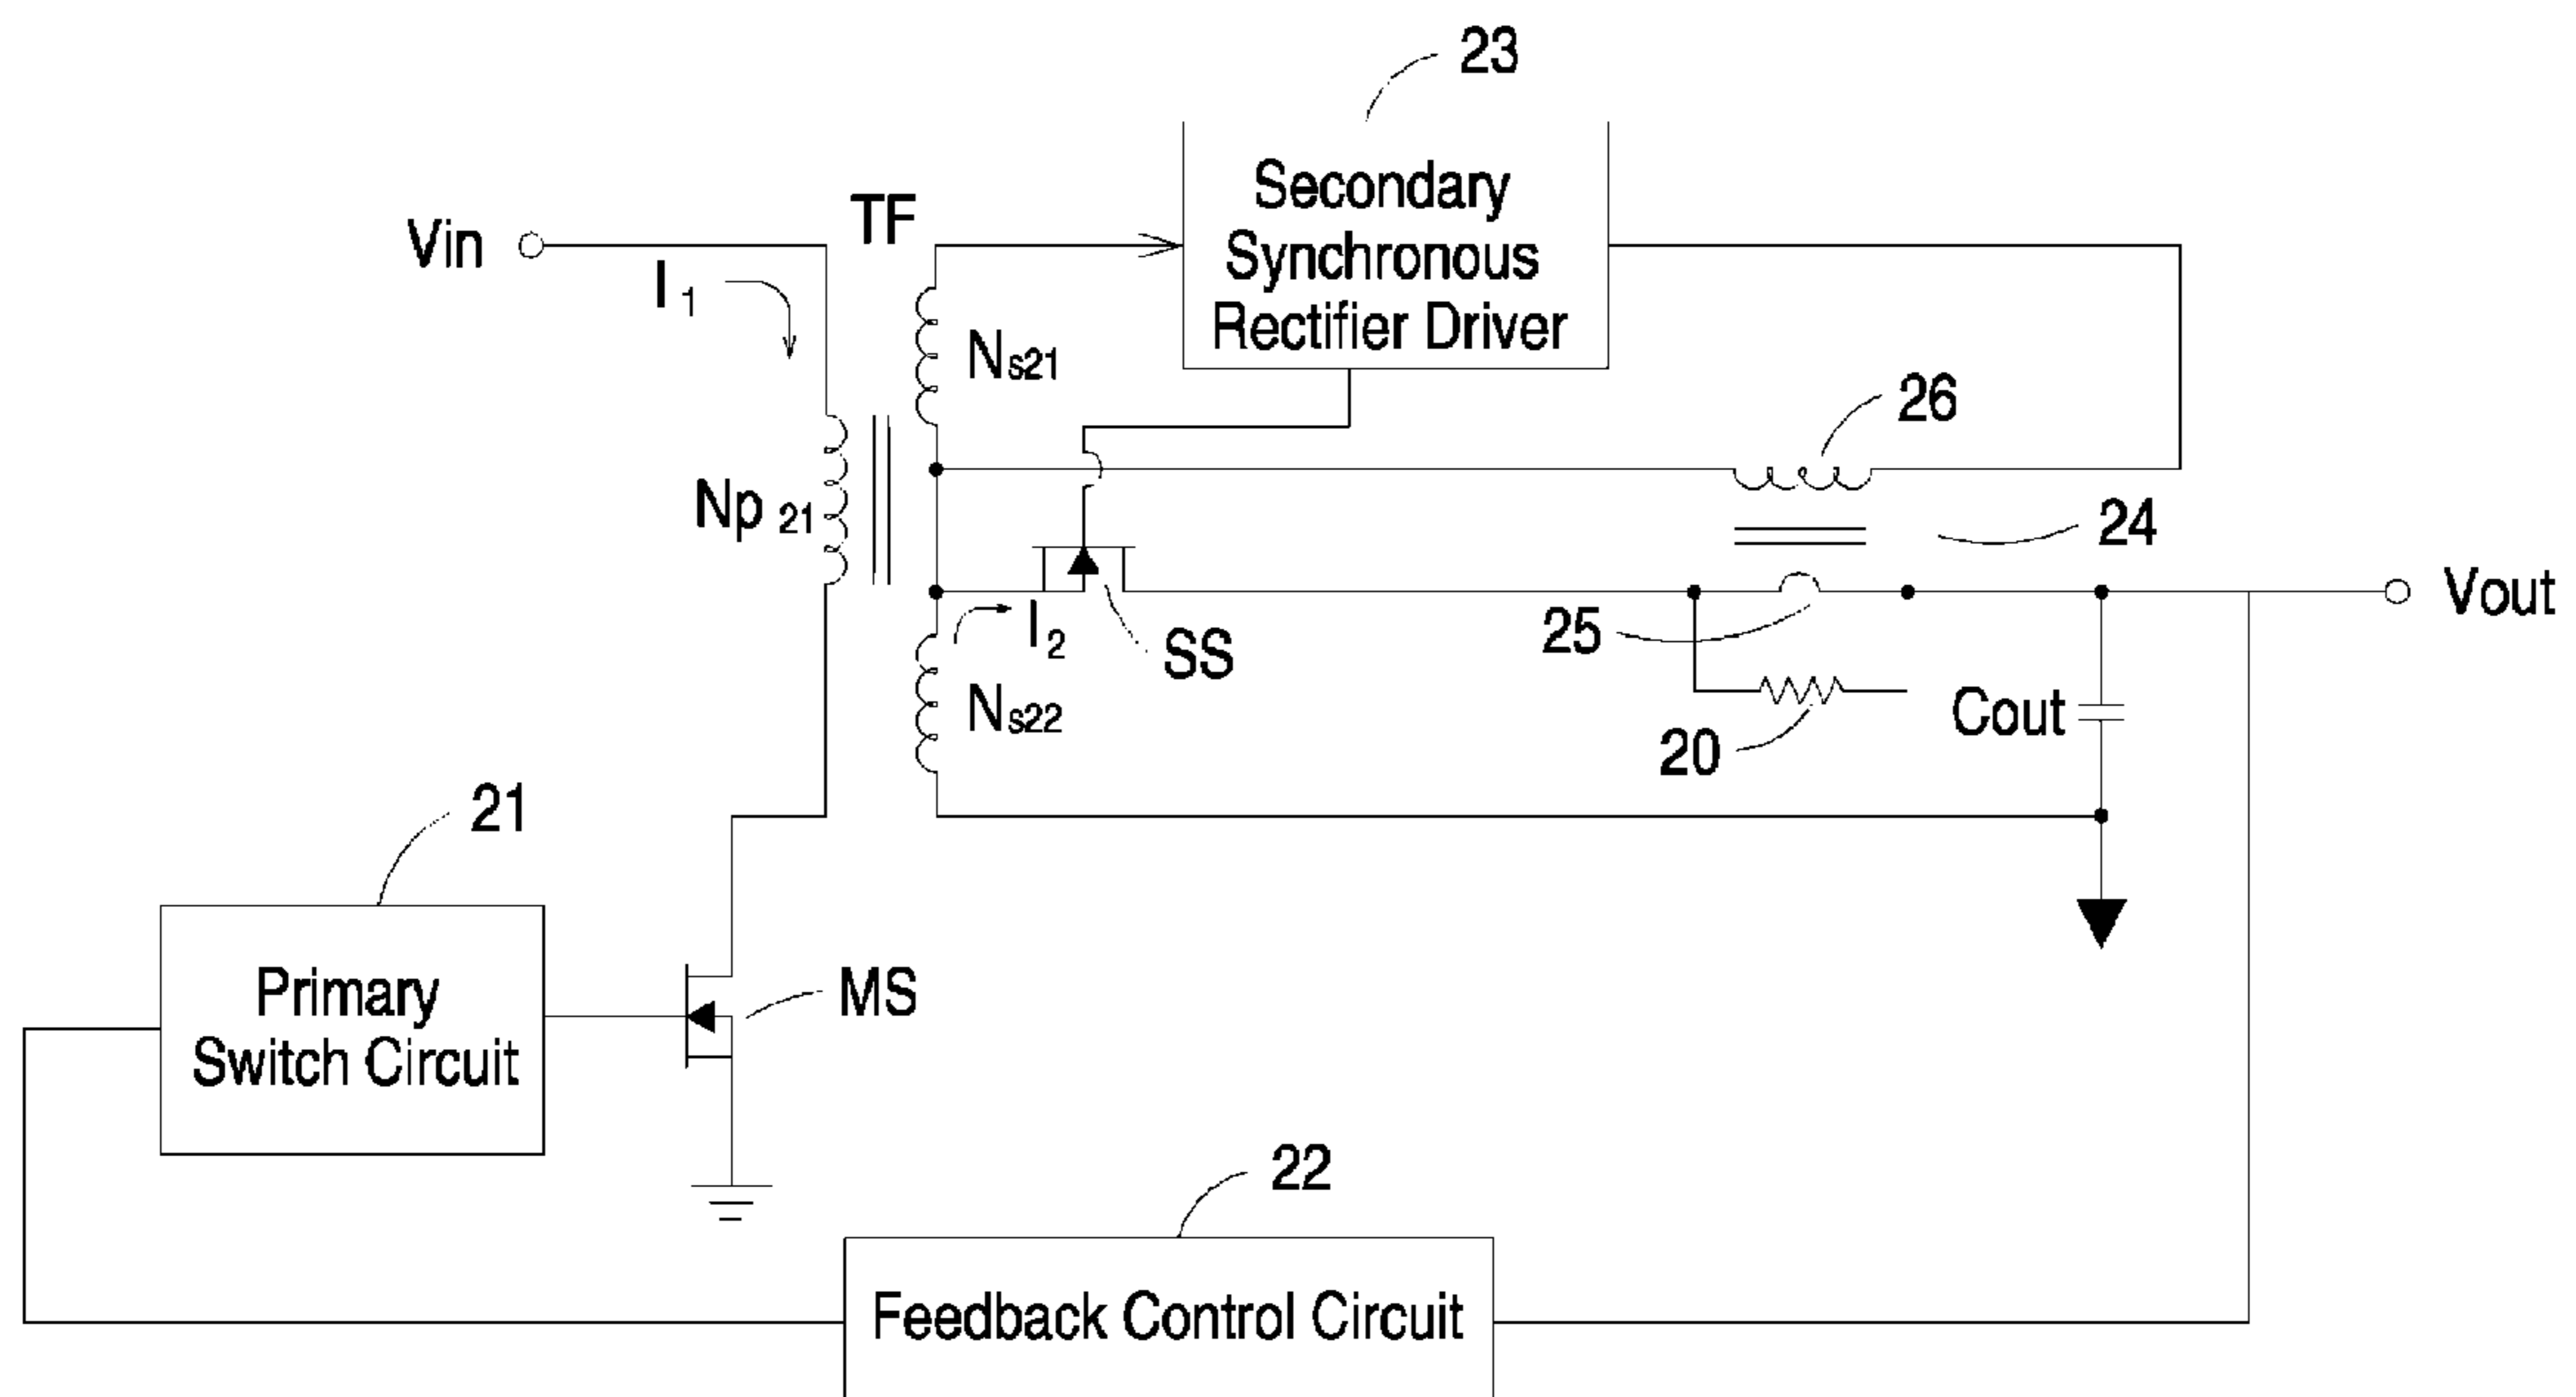 23
Secondary
Synchronous
Rectifier Driver
TF
Vin
I1
Ns21
26
Np 21
24
Vout
I2
SS
25
Ns22
20
Cout
21
Primary
Switch Circuit
MS
22
Feedback Control Circuit